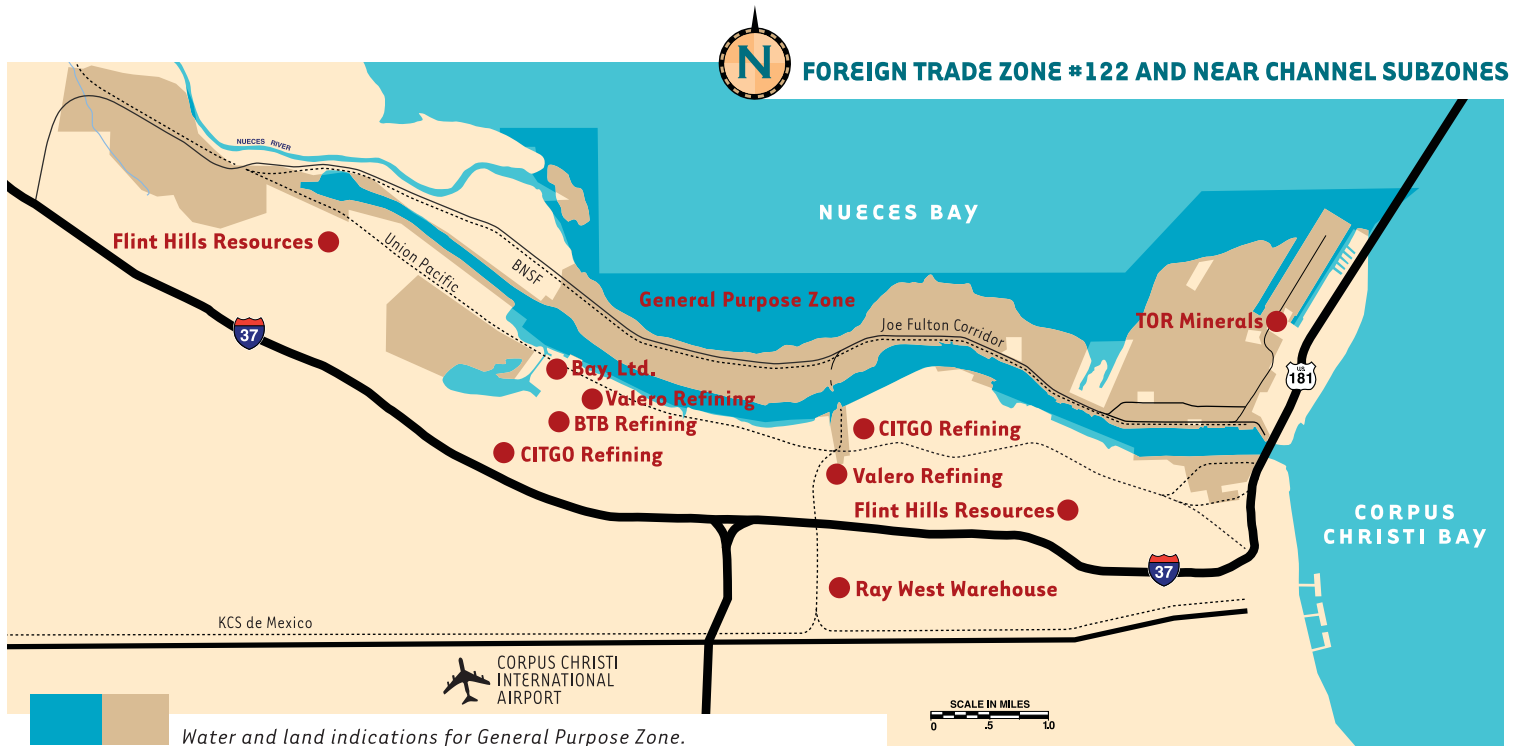 N
FOREIGN TRADE ZONE #122 AND NEAR CHANNEL SUBZONES
NUECES RIVER
NUECES BAY
Flint Hills Resources
Union Pacific
BNSF
General Purpose Zone
Joe Fulton Corridor
TOR Minerals
37
U.S.
181
Bay, Ltd.
Valero Refining
BTB Refining
CITGO Refining
CITGO Refining
Valero Refining
Flint Hills Resources
CORPUS
CHRISTI BAY
37
Ray West Warehouse
KCS de Mexico
CORPUS CHRISTI
INTERNATIONAL
AIRPORT
SCALE IN MILES
0 .5 1.0
Water and land indications for General Purpose Zone.